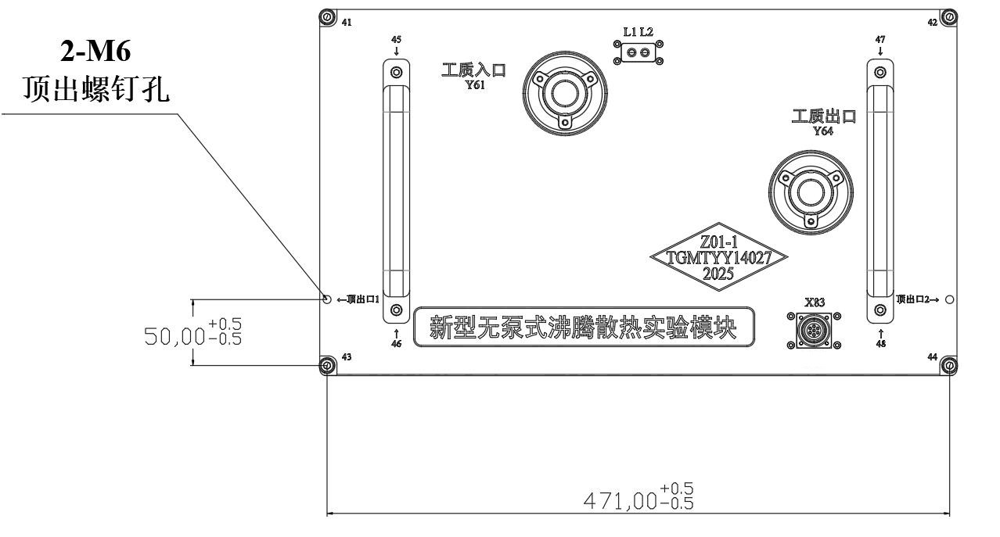 41
42
L1 L2
45
47
2-M6
顶出螺钉孔
工质入口
Y61
工质出口
Y64
Z01-1
TGMTYY14027
2025
←顶出口1
顶出口2→
X83
50,00+0.5-0.5
新型无泵式沸腾散热实验模块
46
48
43
44
471,00+0.5-0.5